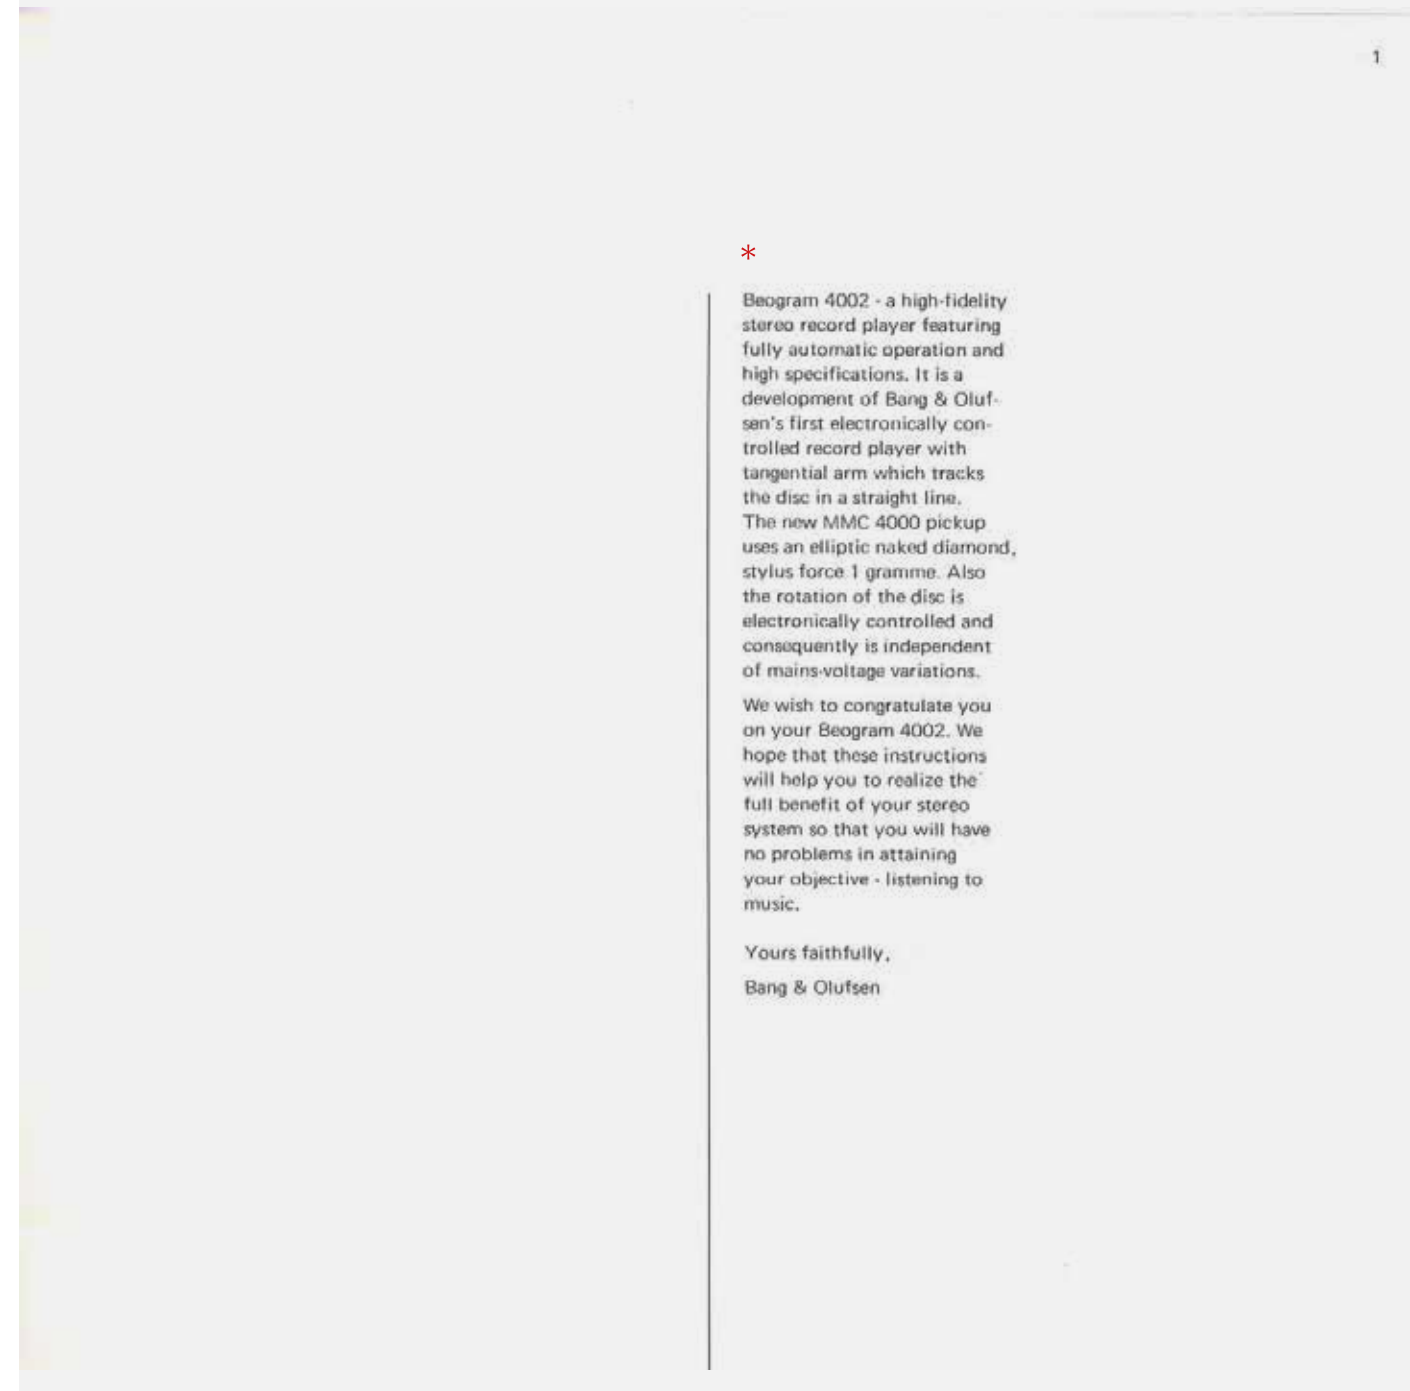 1
*
Beogram 4002 - a high-fidelity
stereo record player featuring
fully automatic operation and
high specifications. It is a
development of Bang & Oluf-
sen's first electronically con-
trolled record player with
tangential arm which tracks
the disc in a straight line.
The new MMC 4000 pickup
uses an elliptic naked diamond,
stylus force 1 gramme. Also
the rotation of the disc is
electronically controlled and
consequently is independent
of mains-voltage variations.
We wish to congratulate you
on your Beogram 4002. We
hope that these instructions
will help you to realize the
full benefit of your stereo
system so that you will have
no problems in attaining
your objective - listening to
music.
Yours faithfully,
Bang & Olufsen